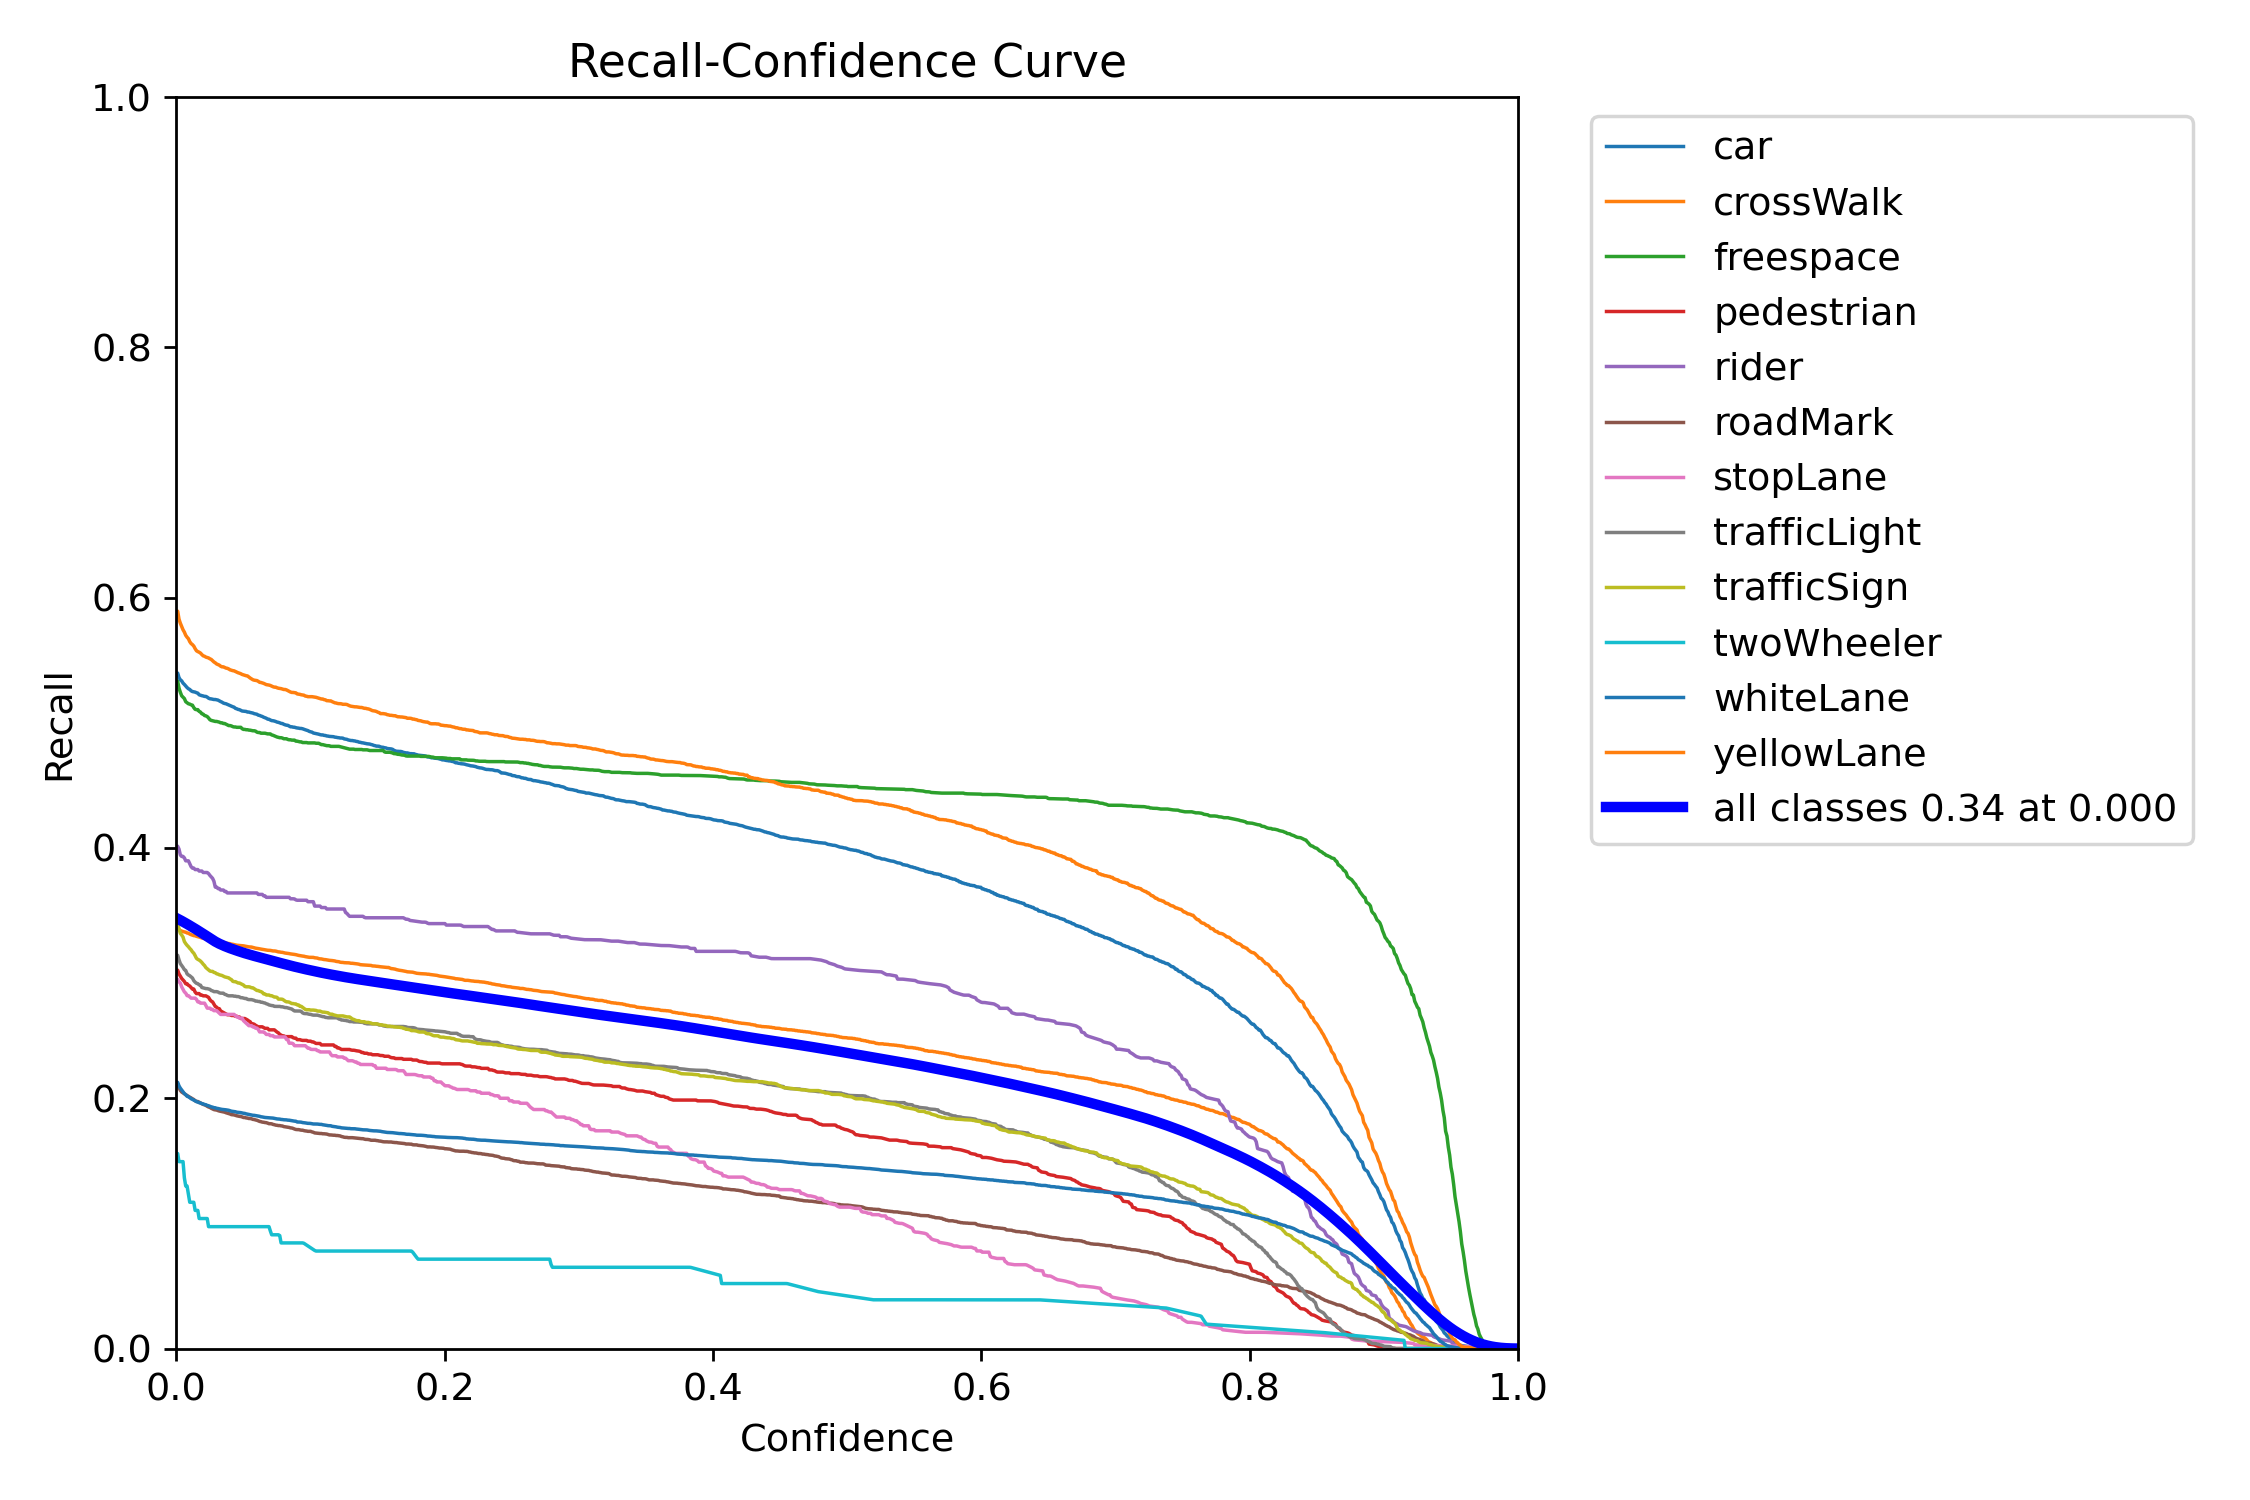 Recall-Confidence Curve
1.0
0.8
0.6
0.4
0.2
0.0
Recall
0.0 0.2 0.4 0.6 0.8 1.0
Confidence
car
crossWalk
freespace
pedestrian
rider
roadMark
stopLane
trafficLight
trafficSign
twoWheeler
whiteLane
yellowLane
all classes 0.34 at 0.000